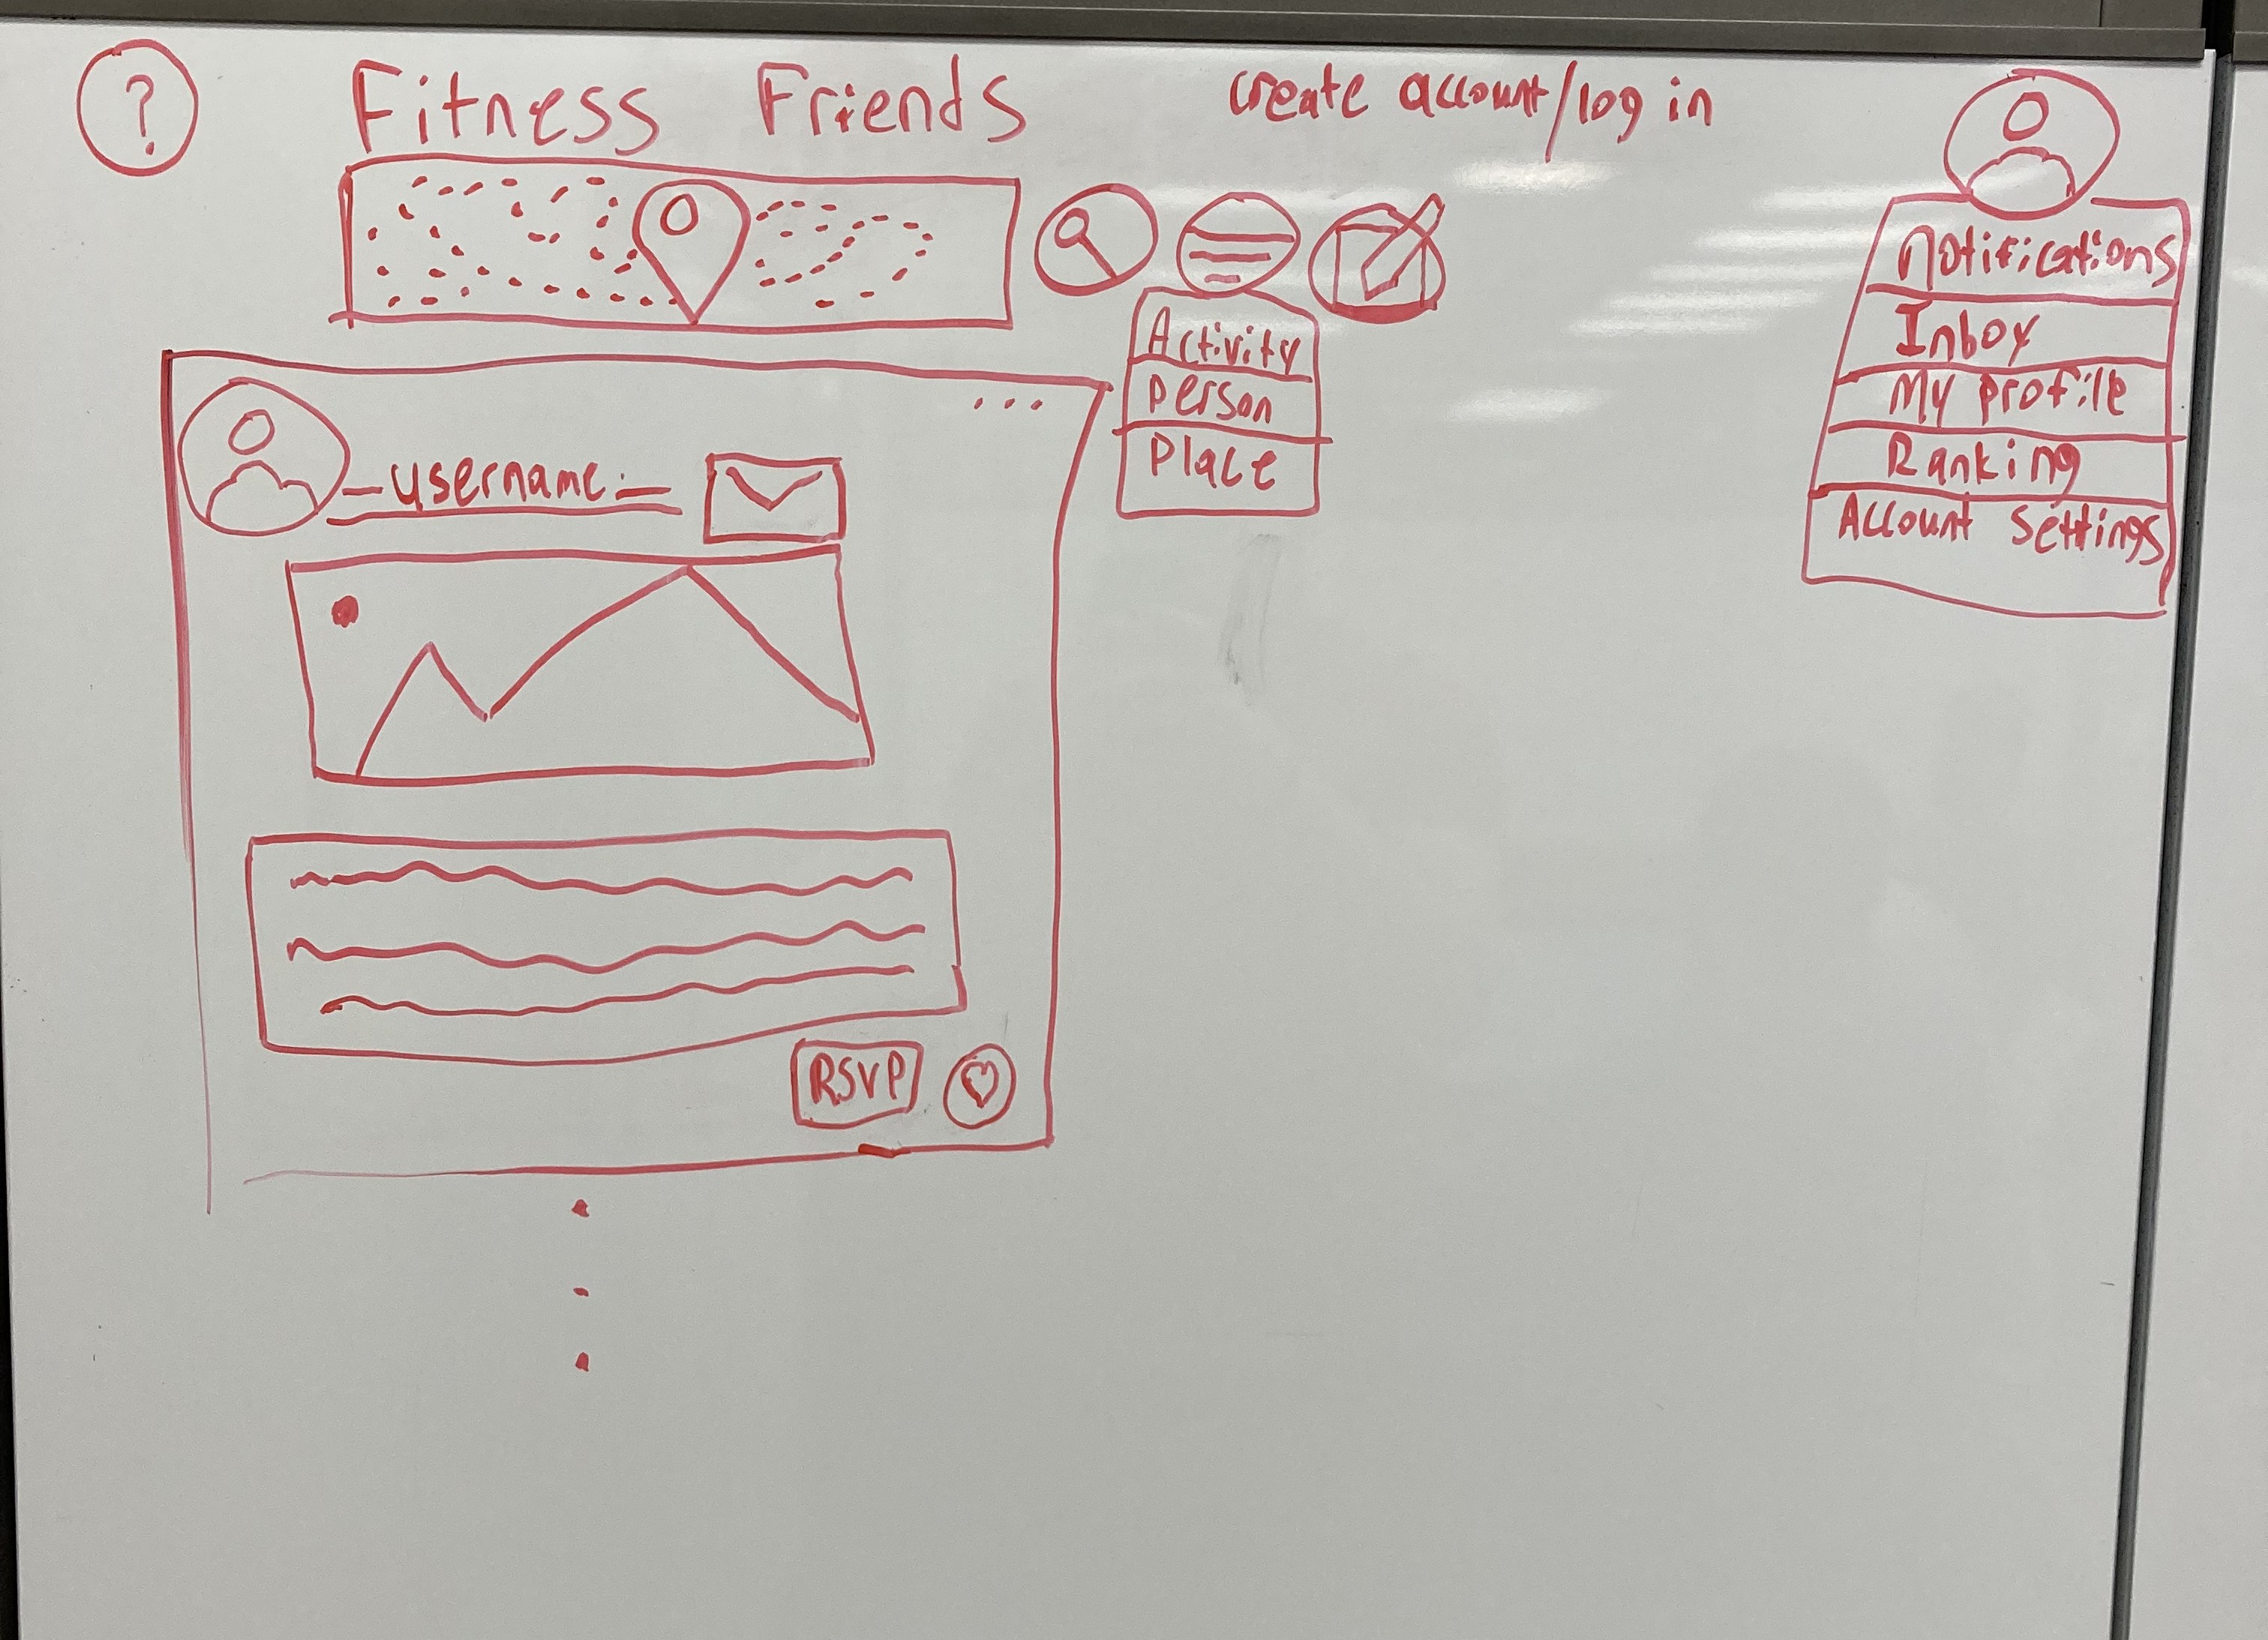 ?
Fitness Friends
create account/log in
Notifications
Inbox
My profile
Ranking
Account Settings
Activity
Person
Place
username
RSVP